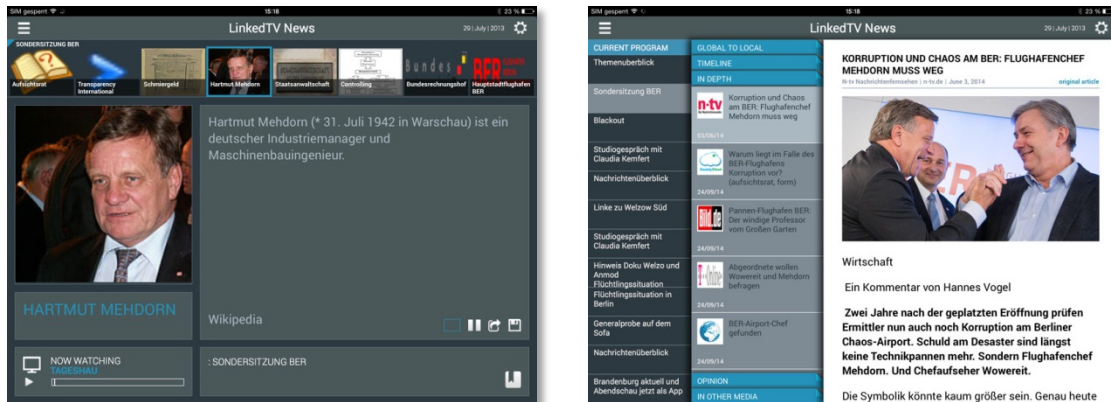 SIM gesperrt
15:18
23 %
LinkedTV News
29 | July | 2013
SONDERSITZUNG BER
Aufsichtsrat
Transparency
International
Schmiergeld
Hartmut Mehdorn
Staatsanwaltschaft
Controlling
Bundes
Bundesrechnungshof
BER
Hauptstadtflughafen
BER
Hartmut Mehdorn (* 31. Juli 1942 in Warschau) ist ein
deutscher Industriemanager und
Maschinenbauingenieur.
HARTMUT MEHDORN
Wikipedia
NOW WATCHING
TAGESHAU
: SONDERSITZUNG BER
SIM gesperrt
15:18
23 %
LinkedTV News
29 | July | 2013
CURRENT PROGRAM
Themenüberblick
Sondersitzung BER
Blackout
Studiogespräch mit
Claudia Kemfert
Nachrichtenüberblick
Linke zu Welzow Süd
Studiogespräch mit
Claudia Kemfert
Hinweis Doku Welzo und
Anmod
Flüchtlingssituation
Flüchtlingssituation in
Berlin
Generalprobe auf dem
Sofa
Nachrichtenüberblick
Brandenburg aktuell und
Abendschau jetzt als App
GLOBAL TO LOCAL
TIMELINE
IN DEPTH
n-tv
Korruption und Chaos
am BER: Flughafenchef
Mehdorn muss weg
03/06/14
Warum liegt im Falle des
BER-Flughafens
Korruption vor?
(aufsichtsrat, form)
24/09/14
Bild.de
Pannen-Flughafen BER:
Der windige Professor
vom Großen Garten
24/09/14
Abgeordnete wollen
Wowereit und Mehdorn
befragen
24/09/14
BER-Airport-Chef
gefunden
24/09/14
OPINION
IN OTHER MEDIA
KORRUPTION UND CHAOS AM BER: FLUGHAFENCHEF
MEHDORN MUSS WEG
N-tv Nachrichtenfernsehen | n-tv.de | June 3, 2014
original article
Wirtschaft
Ein Kommentar von Hannes Vogel
Zwei Jahre nach der geplatzten Eröffnung prüfen
Ermittler nun auch noch Korruption am Berliner
Chaos-Airport. Schuld am Desaster sind längst
keine Technikpannen mehr. Sondern Flughafenchef
Mehdorn. Und Chefaufseher Wowereit.
Die Symbolik könnte kaum größer sein. Genau heute